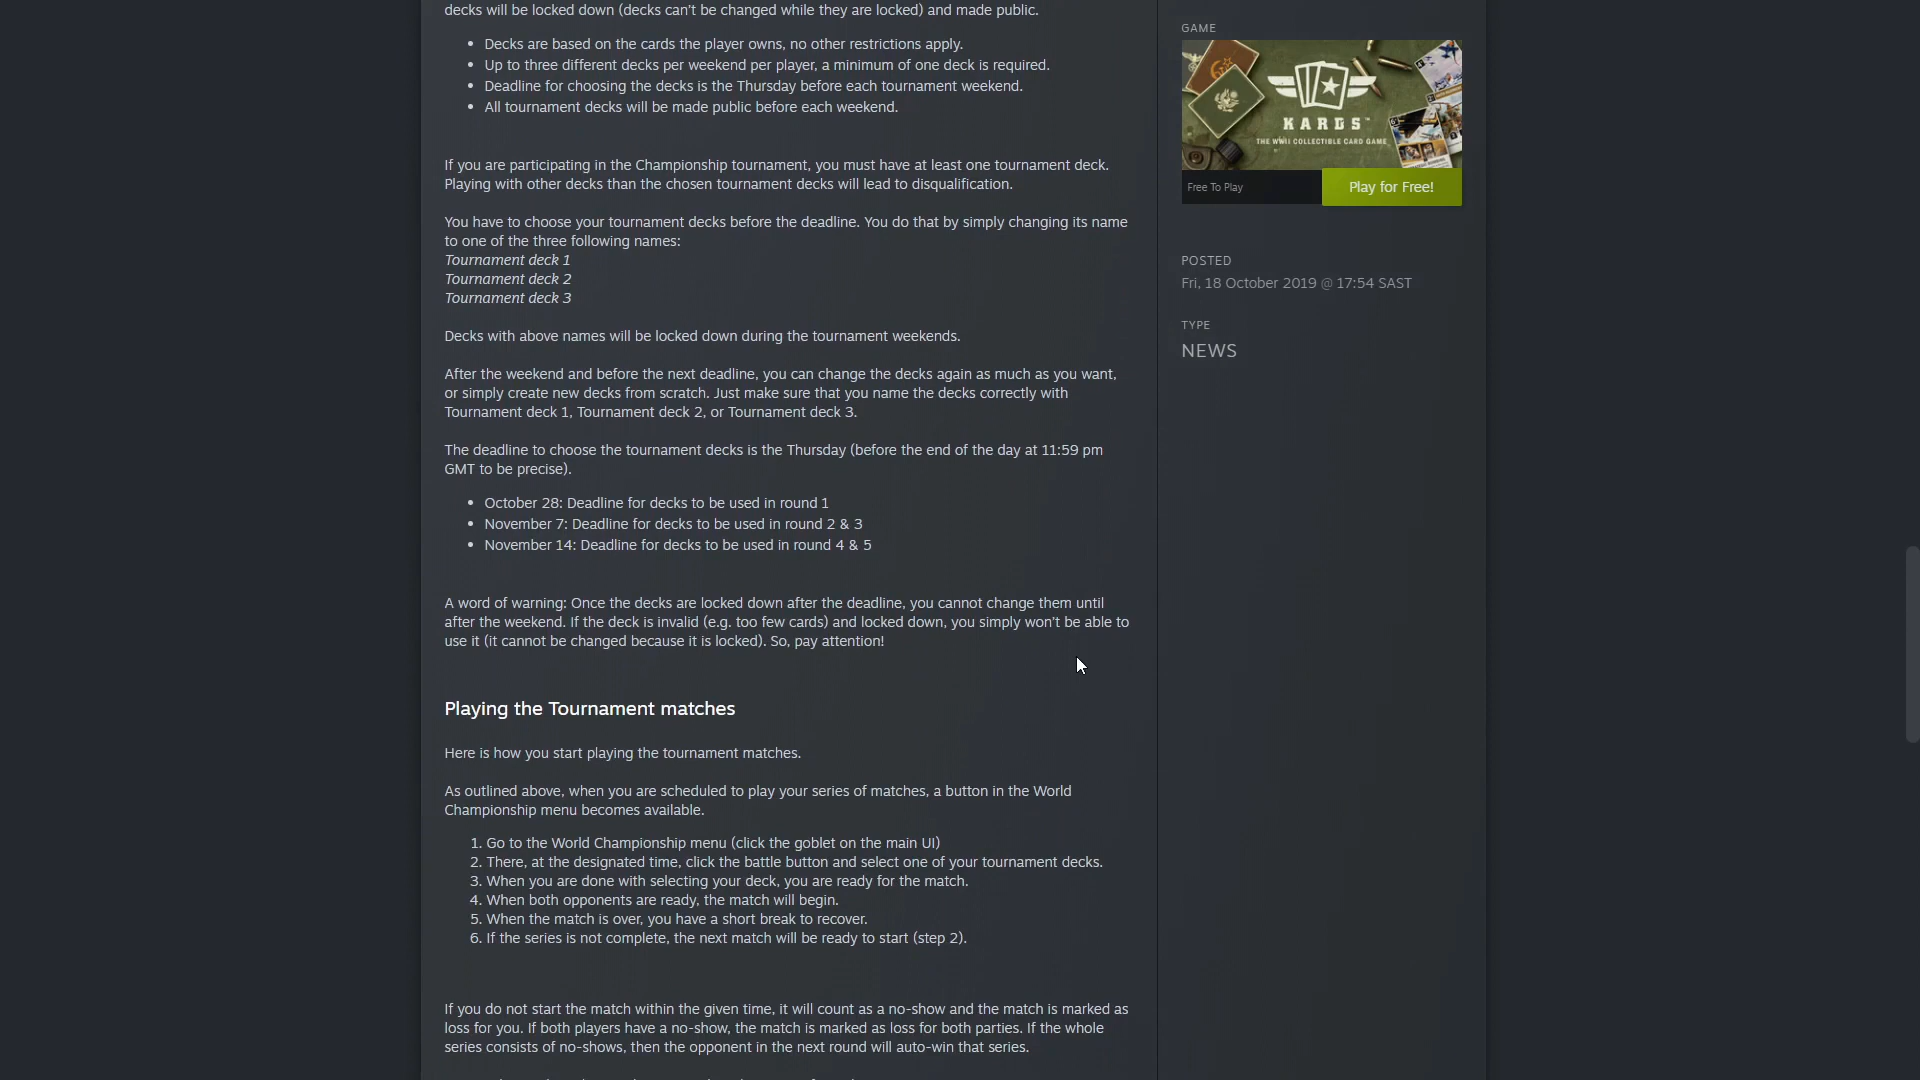 decks will be locked down (decks can't be changed while they are locked) and made public.
• Decks are based on the cards the player owns, no other restrictions apply.
• Up to three different decks per weekend per player, a minimum of one deck is required.
• Deadline for choosing the decks is the Thursday before each tournament weekend.
• All tournament decks will be made public before each weekend.
If you are participating in the Championship tournament, you must have at least one tournament deck.
Playing with other decks than the chosen tournament decks will lead to disqualification.
You have to choose your tournament decks before the deadline. You do that by simply changing its name
to one of the three following names:
Tournament deck 1
Tournament deck 2
Tournament deck 3
Decks with above names will be locked down during the tournament weekends.
After the weekend and before the next deadline, you can change the decks again as much as you want,
or simply create new decks from scratch. Just make sure that you name the decks correctly with
Tournament deck 1, Tournament deck 2, or Tournament deck 3.
The deadline to choose the tournament decks is the Thursday (before the end of the day at 11:59 pm
GMT to be precise).
• October 28: Deadline for decks to be used in round 1
• November 7: Deadline for decks to be used in round 2 & 3
• November 14: Deadline for decks to be used in round 4 & 5
A word of warning: Once the decks are locked down after the deadline, you cannot change them until
after the weekend. If the deck is invalid (e.g. too few cards) and locked down, you simply won't be able to
use it (it cannot be changed because it is locked). So, pay attention!
Playing the Tournament matches
Here is how you start playing the tournament matches.
As outlined above, when you are scheduled to play your series of matches, a button in the World
Championship menu becomes available.
1. Go to the World Championship menu (click the goblet on the main UI)
2. There, at the designated time, click the battle button and select one of your tournament decks.
3. When you are done with selecting your deck, you are ready for the match.
4. When both opponents are ready, the match will begin.
5. When the match is over, you have a short break to recover.
6. If the series is not complete, the next match will be ready to start (step 2).
If you do not start the match within the given time, it will count as a no-show and the match is marked as
loss for you. If both players have a no-show, the match is marked as loss for both parties. If the whole
series consists of no-shows, then the opponent in the next round will auto-win that series.
GAME
KARDS™
THE WWII COLLECTIBLE CARD GAME
Free To Play
Play for Free!
POSTED
Fri, 18 October 2019 @ 17:54 SAST
TYPE
NEWS